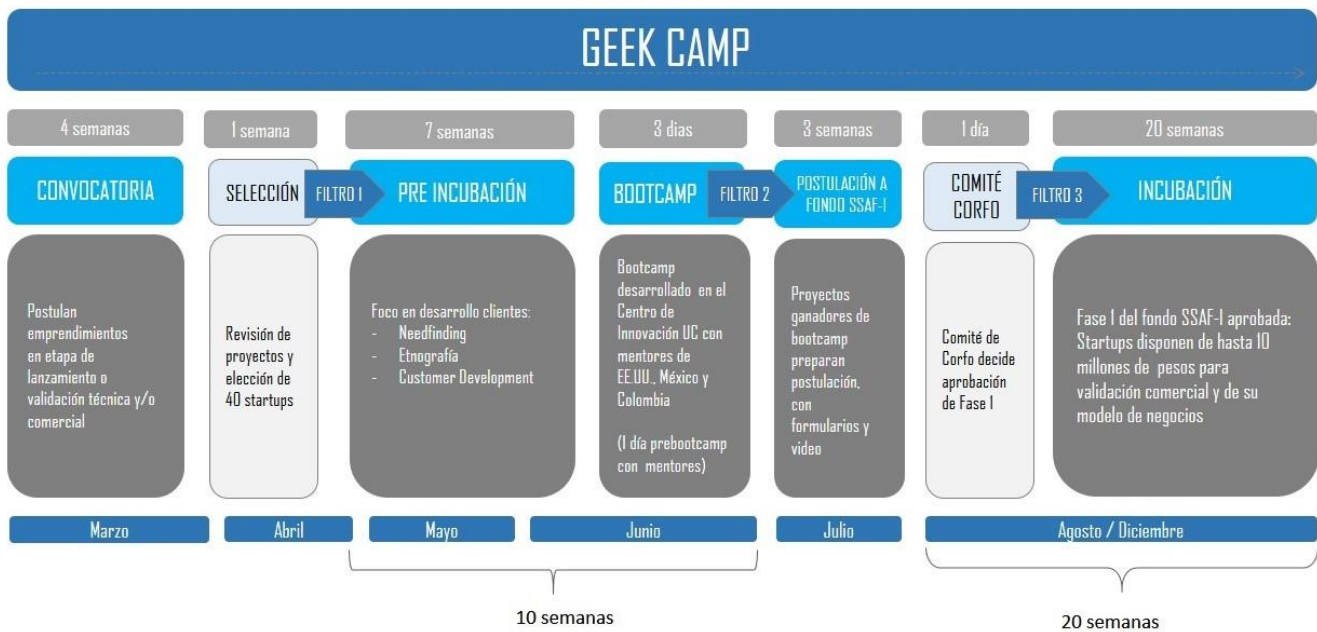 GEEK CAMP
4 semanas
1 semana
7 semanas
3 dias
3 semanas
1 día
20 semanas
CONVOCATORIA
SELECCIÓN
FILTRO 1
PRE INCUBACIÓN
BOOTCAMP
FILTRO 2
POSTULACIÓN A
FONDO SSAF-I
COMITÉ
CORFO
FILTRO 3
INCUBACIÓN
Postulan
emprendimientos
en etapa de
lanzamiento o
validación técnica y/o
comercial
Revisión de
proyectos y
elección de
40 startups
Foco en desarrollo clientes:
- Needfinding
- Etnografía
- Customer Development
Bootcamp
desarrollado en el
Centro de
Innovación UC con
mentores de
EE.UU., México y
Colombia
(1 día prebootcamp
con mentores)
Proyectos
ganadores de
bootcamp
preparan
postulación,
con
formularios y
video
Comité de
Corfo decide
aprobación
de Fase 1
Fase 1 del fondo SSAF-I aprobada:
Startups disponen de hasta 10
millones de pesos para
validación comercial y de su
modelo de negocios
Marzo
Abril
Mayo
Junio
Julio
Agosto / Diciembre
10 semanas
20 semanas